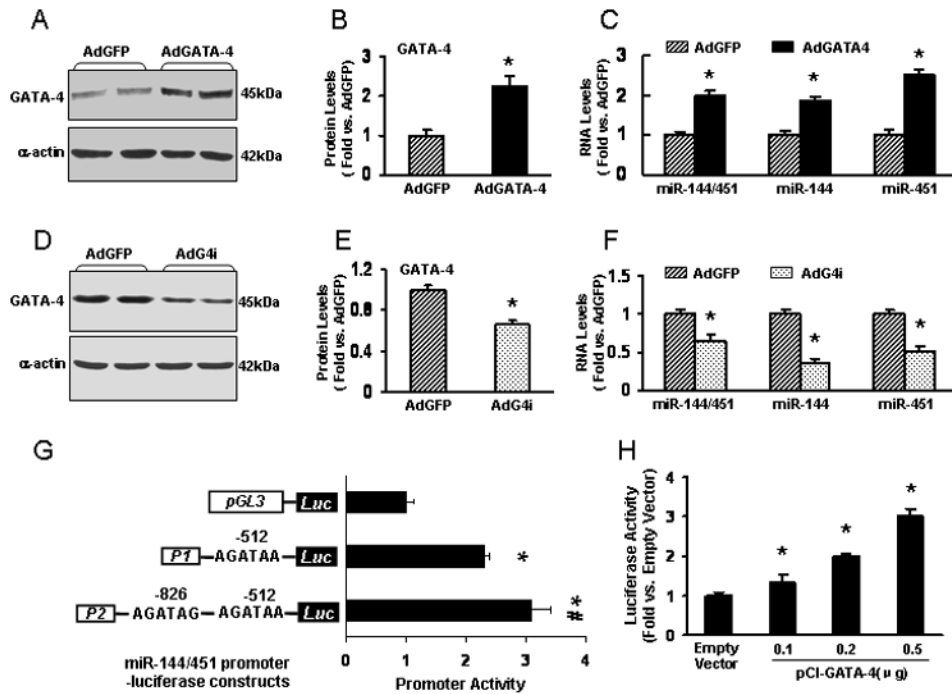 A
AdGFP AdGATA-4
GATA-4 45kDa
α-actin 42kDa
B
Protein Levels
( Fold vs. AdGFP)
3
2
1
0
GATA-4
*
AdGFP AdGATA-4
C
AdGFP AdGATA4
RNA Levels
( Fold vs. AdGFP)
3
2
1
0
* * *
miR-144/451 miR-144 miR-451
D
AdGFP AdG4i
GATA-4 45kDa
α-actin 42kDa
E
Protein Levels
( Fold vs. AdGFP)
1.2
0.8
0.4
0
GATA-4
*
AdGFP AdG4i
F
AdGFP AdG4i
RNA Levels
( Fold vs. AdGFP)
1.5
1
0.5
0
* * *
miR-144/451 miR-144 miR-451
G
pGL3 Luc
-512
P1 AGATAA Luc *
-826 -512
P2 AGATAG AGATAA Luc #*
0 1 2 3 4
miR-144/451 promoter
-luciferase constructs
Promoter Activity
H
Luciferase Activity
(Fold vs. Empty Vector)
4
3
2
1
0
* * *
Empty
Vector
0.1 0.2 0.5
pCI-GATA-4(μg)